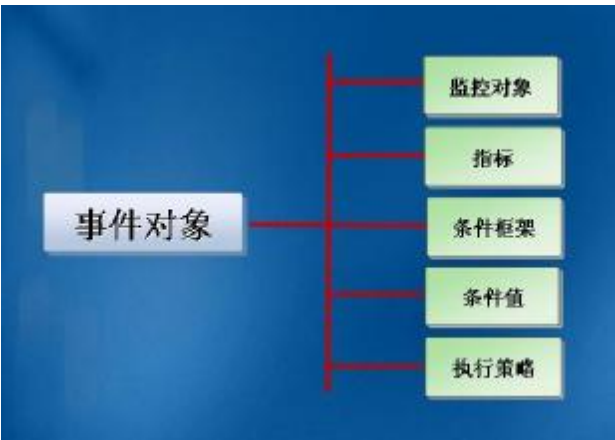 事件对象
监控对象
指标
条件框架
条件值
执行策略